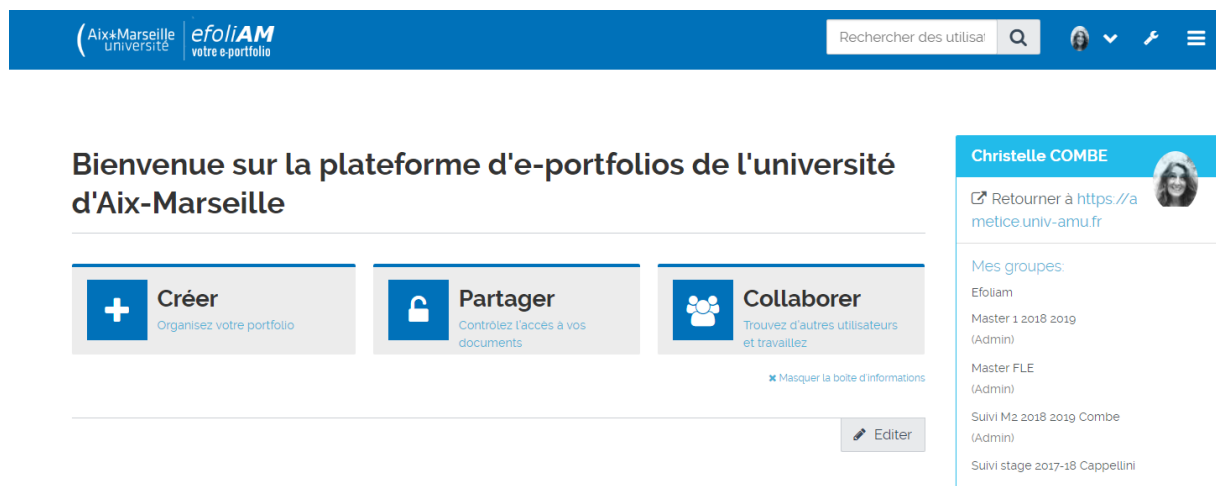 Aix*Marseille
université
efoliAM
votre e-portfolio
Rechercher des utilisat
Bienvenue sur la plateforme d'e-portfolios de l'université
d'Aix-Marseille
Créer
Organisez votre portfolio
Partager
Contrôlez l'accès à vos
documents
Collaborer
Trouvez d'autres utilisateurs
et travaillez
Masquer la boîte d'informations
Editer
Christelle COMBE
Retourner à https://a
metice.univ-amu.fr
Mes groupes:
Efoliam
Master 1 2018 2019
(Admin)
Master FLE
(Admin)
Suivi M2 2018 2019 Combe
(Admin)
Suivi stage 2017-18 Cappellini